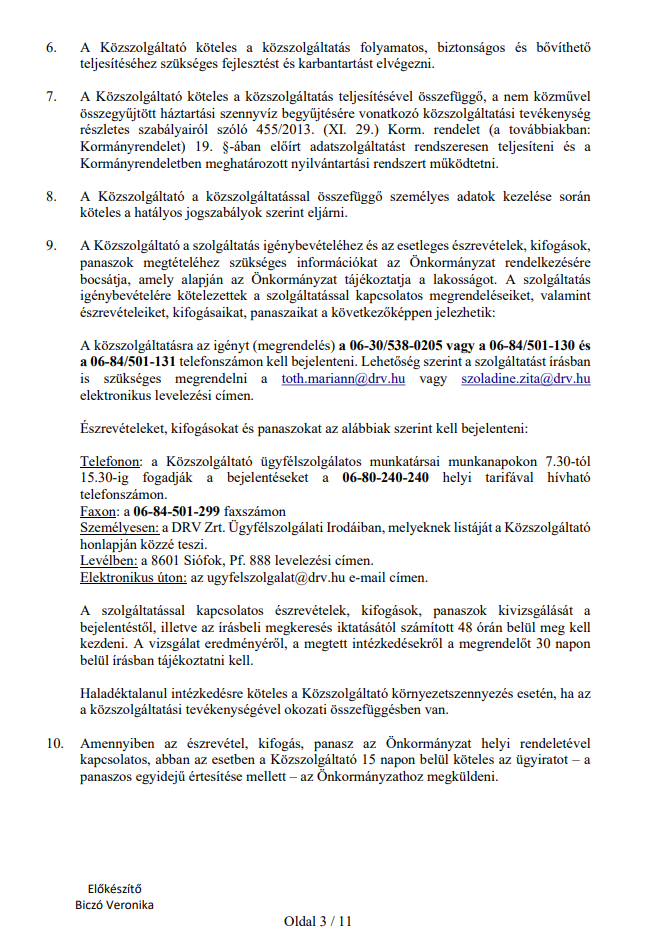 6. A Közszolgáltató köteles a közszolgáltatás folyamatos, biztonságos és bővíthető
teljesítéséhez szükséges fejlesztést és karbantartást elvégezni.
7. A Közszolgáltató köteles a közszolgáltatás teljesítésével összefüggő, a nem közművel
összegyűjtött háztartási szennyvíz begyűjtésére vonatkozó közszolgáltatási tevékenység
részletes szabályairól szóló 455/2013. (XI. 29.) Korm. rendelet (a továbbiakban:
Kormányrendelet) 19. §-ában előírt adatszolgáltatást rendszeresen teljesíteni és a
Kormányrendeletben meghatározott nyilvántartási rendszert működtetni.
8. A Közszolgáltató a közszolgáltatással összefüggő személyes adatok kezelése során
köteles a hatályos jogszabályok szerint eljárni.
9. A Közszolgáltató a szolgáltatás igénybevételéhez és az esetleges észrevételek, kifogások,
panaszok megtételéhez szükséges információkat az Önkormányzat rendelkezésére
bocsátja, amely alapján az Önkormányzat tájékoztatja a lakosságot. A szolgáltatás
igénybevételére kötelezettek a szolgáltatással kapcsolatos megrendeléseiket, valamint
észrevételeiket, kifogásaikat, panaszaikat a következőképpen jelezhetik:
A közszolgáltatásra az igényt (megrendelés) a 06-30/538-0205 vagy a 06-84/501-130 és
a 06-84/501-131 telefonszámon kell bejelenteni. Lehetőség szerint a szolgáltatást írásban
is szükséges megrendelni a toth.mariann@drv.hu vagy szoladine.zita@drv.hu
elektronikus levelezési címen.
Észrevételeket, kifogásokat és panaszokat az alábbiak szerint kell bejelenteni:
Telefonon: a Közszolgáltató ügyfélszolgálatos munkatársai munkanapokon 7.30-tól
15.30-ig fogadják a bejelentéseket a 06-80-240-240 helyi tarifával hívható
telefonszámon.
Faxon: a 06-84-501-299 faxszámon
Személyesen: a DRV Zrt. Ügyfélszolgálati Irodáiban, melyeknek listáját a Közszolgáltató
honlapján közzé teszi.
Levélben: a 8601 Siófok, Pf. 888 levelezési címen.
Elektronikus úton: az ugyfelszolgalat@drv.hu e-mail címen.
A szolgáltatással kapcsolatos észrevételek, kifogások, panaszok kivizsgálását a
bejelentéstől, illetve az írásbeli megkeresés iktatásától számított 48 órán belül meg kell
kezdeni. A vizsgálat eredményéről, a megtett intézkedésekről a megrendelőt 30 napon
belül írásban tájékoztatni kell.
Haladéktalanul intézkedésre köteles a Közszolgáltató környezetszennyezés esetén, ha az
a közszolgáltatási tevékenységével okozati összefüggésben van.
10. Amennyiben az észrevétel, kifogás, panasz az Önkormányzat helyi rendeletével
kapcsolatos, abban az esetben a Közszolgáltató 15 napon belül köteles az ügyiratot – a
panaszos egyidejű értesítése mellett – az Önkormányzathoz megküldeni.
Előkészítő
Biczó Veronika
Oldal 3 / 11